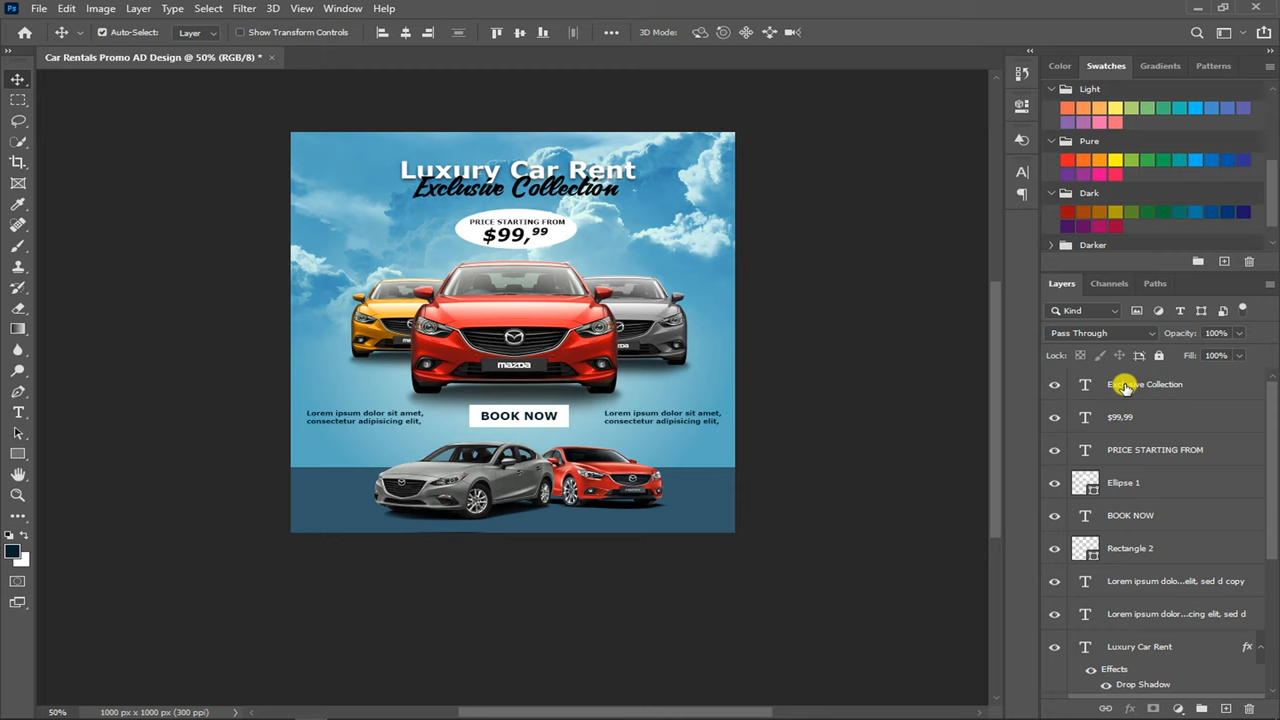 Ps File Edit Image Layer Type Select Filter 3D View Window Help
Auto-Select: Layer Show Transform Controls 3D Mode:
Car Rentals Promo AD Design @ 50% (RGB/8) *
Color Swatches Gradients Patterns
Light
Pure
Dark
Darker
Luxury Car Rent
Exclusive Collection
PRICE STARTING FROM
$99,99
mazda
Lorem ipsum dolor sit amet,
consectetur adipisicing elit,
BOOK NOW
Lorem ipsum dolor sit amet,
consectetur adipisicing elit,
Layers Channels Paths
Kind
Pass Through Opacity: 100%
Lock: Fill: 100%
Exclusive Collection
$99,99
PRICE STARTING FROM
Ellipse 1
BOOK NOW
Rectangle 2
Lorem ipsum dolo...elit, sed d copy
Lorem ipsum dolor...cing elit, sed d
Luxury Car Rent fx
Effects
Drop Shadow
50% 1000 px x 1000 px (300 ppi)